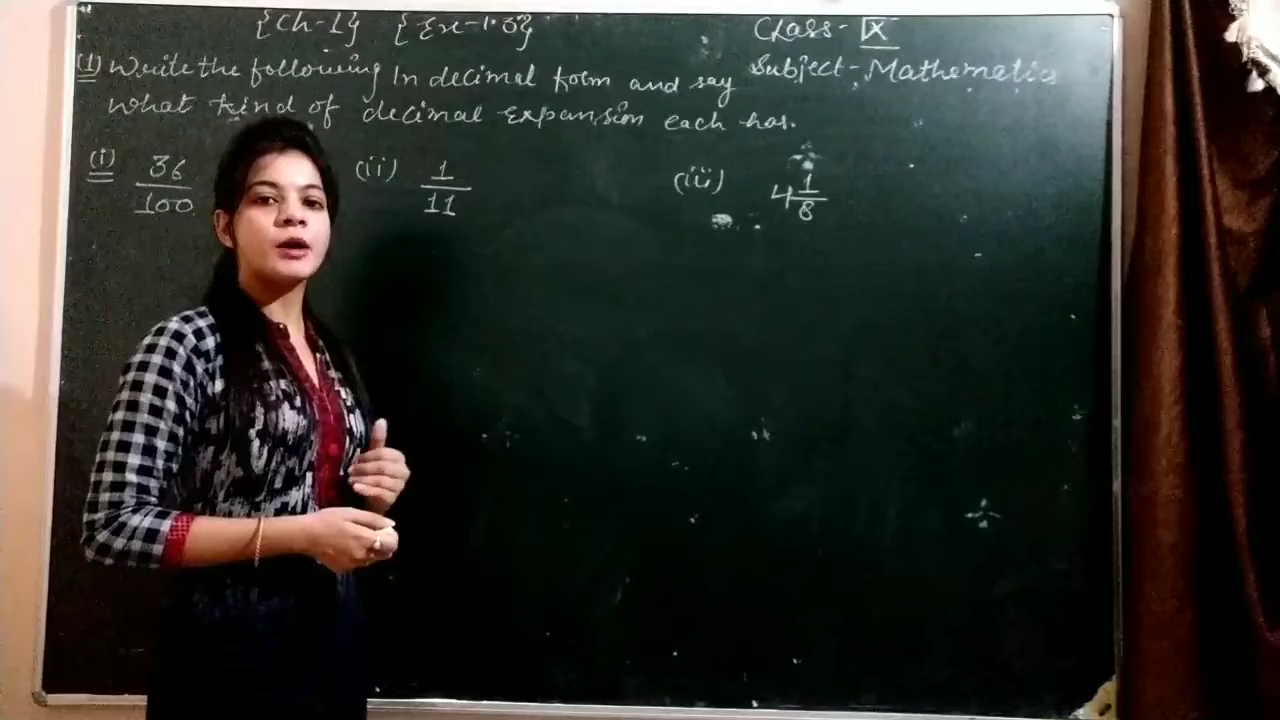 {Ch-1} {Ex-1.3} Class- X
(1) Write the following In decimal form and say Subject-Mathematics
what kind of decimal expansion each has.
(i) 36/100 (ii) 1/11 (iii) 4 1/8